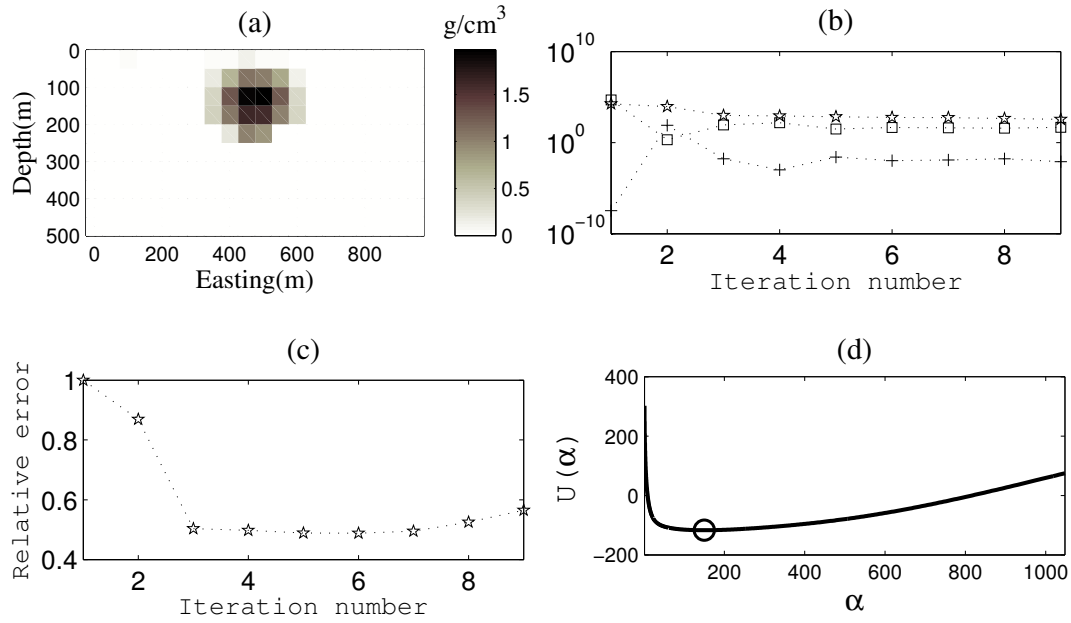 (a)
g/cm³
0
100
200
300
400
500
Depth(m)
0 200 400 600 800
Easting(m)
1.5
1
0.5
0
(b)
10¹⁰
10⁰
10⁻¹⁰
2 4 6 8
Iteration number
(c)
1
0.8
0.6
0.4
Relative error
2 4 6 8
Iteration number
(d)
400
200
0
−200
U(α)
200 400 600 800 1000
α